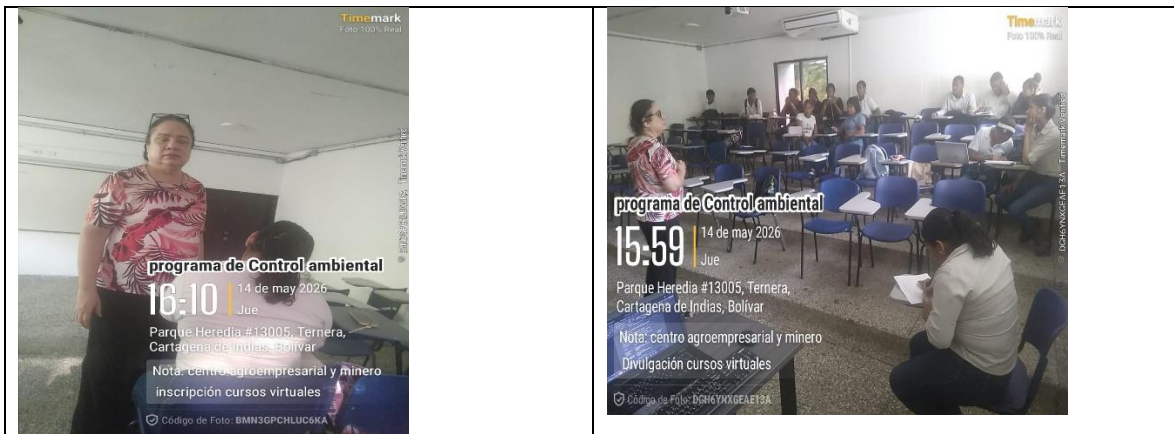 Timemark
Foto 100% Real
programa de Control ambiental
16:10
14 de may 2026
Jue
Parque Heredia #13005, Ternera,
Cartagena de Indias, Bolívar
Nota: centro agroempresarial y minero
inscripción cursos virtuales
Código de Foto: BMN3GPCHLUC6KA
Timemark
Foto 100% Real
programa de Control ambiental
15:59
14 de may 2026
Jue
Parque Heredia #13005, Ternera,
Cartagena de Indias, Bolívar
Nota: centro agroempresarial y minero
Divulgación cursos virtuales
Código de Foto: DGH6YNXGEAE13A
© DGH6YNXGEAE13A Timemark Verifies